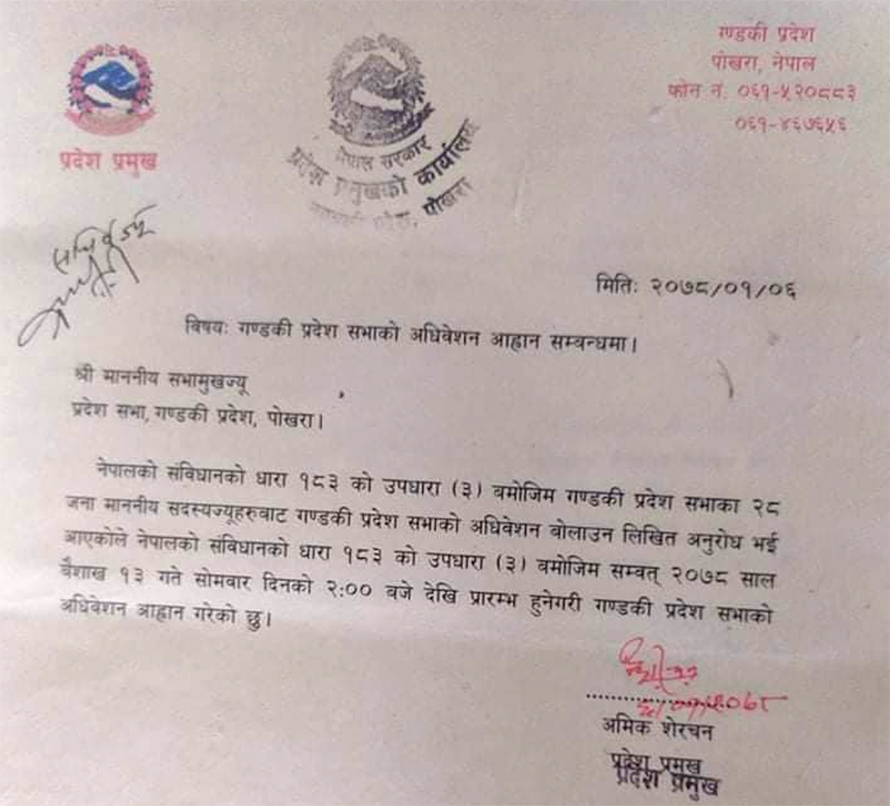 गण्डकी प्रदेश
पोखरा, नेपाल
फोन नं. ०६१-५२०८८३
०६१-४६७६५६
प्रदेश प्रमुख
नेपाल सरकार
प्रदेश प्रमुखको कार्यालय
पोखरा
मितिः २०७८/०१/०६
विषयः गण्डकी प्रदेश सभाको अधिवेशन आह्वान सम्बन्धमा।
श्री माननीय सभामुखज्यू
प्रदेश सभा, गण्डकी प्रदेश, पोखरा।
नेपालको संविधानको धारा १८३ को उपधारा (३) बमोजिम गण्डकी प्रदेश सभाका २८
जना माननीय सदस्यज्यूहरुवाट गण्डकी प्रदेश सभाको अधिवेशन बोलाउन लिखित अनुरोध भई
आएकोले नेपालको संविधानको धारा १८३ को उपधारा (३) बमोजिम सम्वत् २०७८ साल
बैशाख १३ गते सोमवार दिनको २:०० बजे देखि प्रारम्भ हुनेगरी गण्डकी प्रदेश सभाको
अधिवेशन आह्वान गरेको छु।
अमिक शेरचन
प्रदेश प्रमुख
प्रदेश प्रमुख